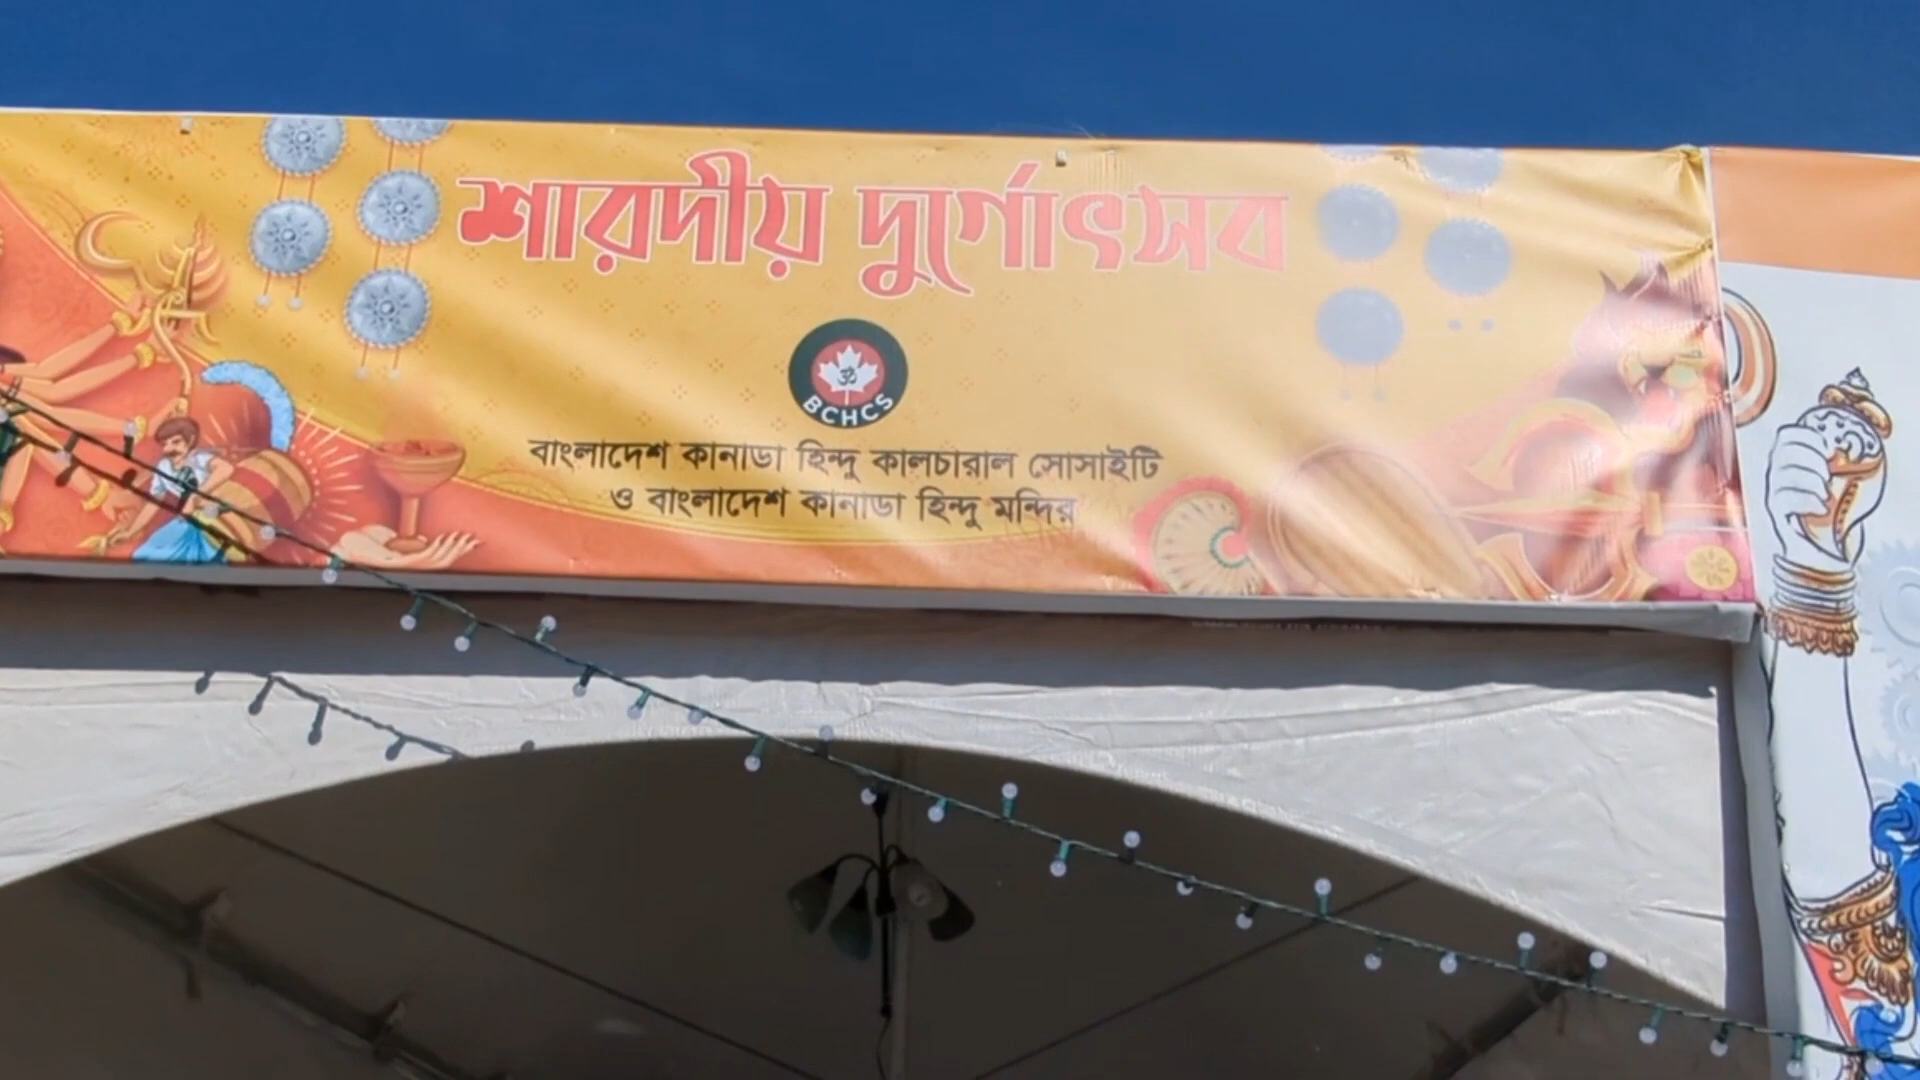 শারদীয় দুর্গোৎসব
ॐ
BCHCS
বাংলাদেশ কানাডা হিন্দু কালচারাল সোসাইটি
ও বাংলাদেশ কানাডা হিন্দু মন্দির